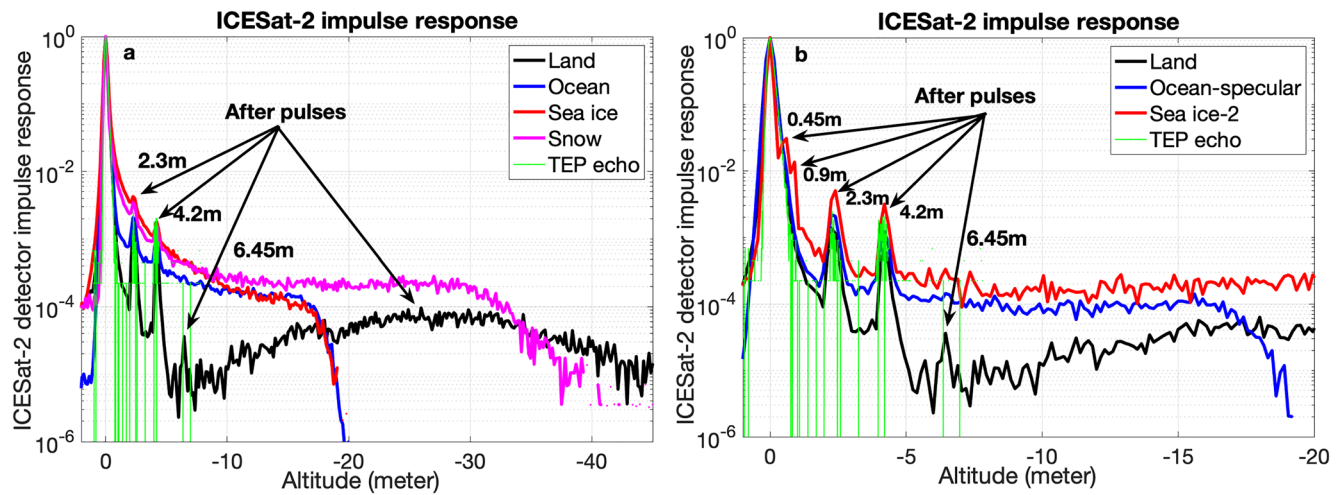 ICESat-2 impulse response
a
Land
Ocean
Sea ice
Snow
TEP echo
After pulses
2.3m
4.2m
6.45m
10^0
10^-2
10^-4
10^-6
0
-10
-20
-30
-40
Altitude (meter)
ICESat-2 detector impulse response
ICESat-2 impulse response
b
Land
Ocean-specular
Sea ice-2
TEP echo
After pulses
0.45m
0.9m
2.3m
4.2m
6.45m
10^0
10^-2
10^-4
10^-6
0
-5
-10
-15
-20
Altitude (meter)
ICESat-2 detector impulse response